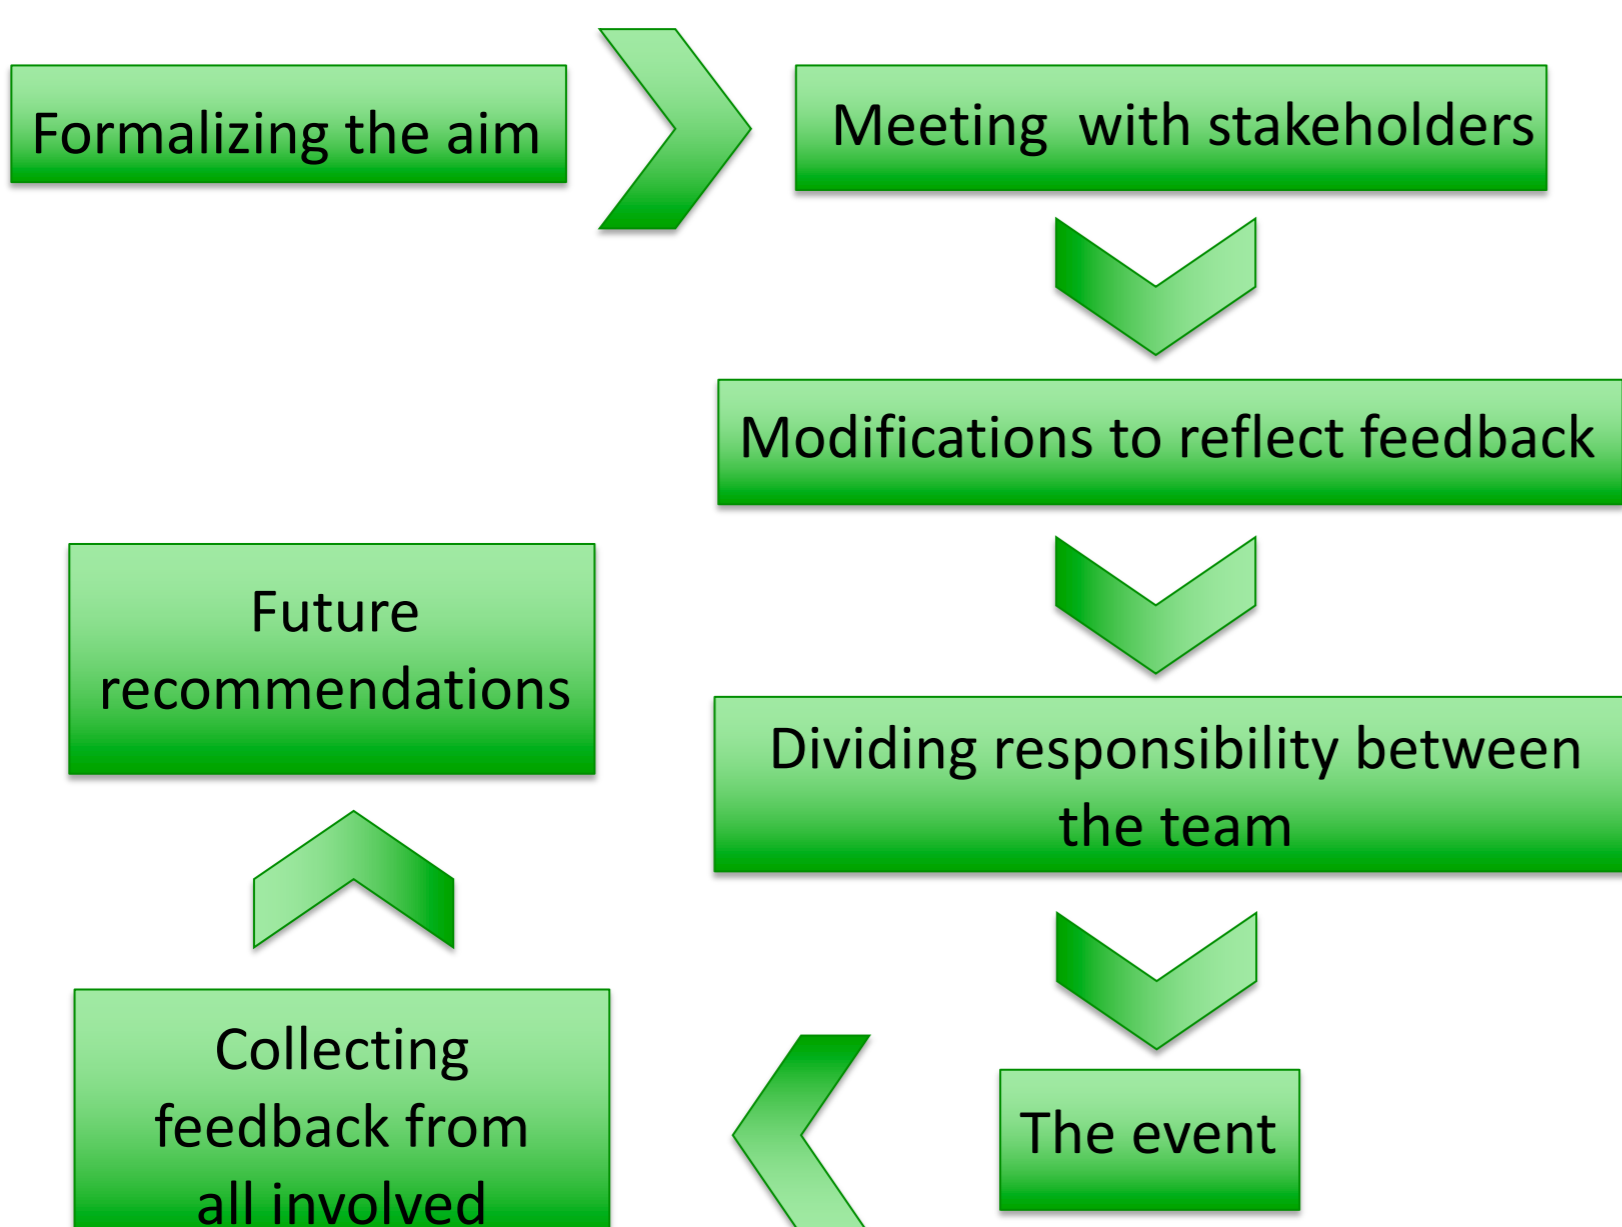 Formalizing the aim
Meeting  with stakeholders
Modifications to reflect feedback
Dividing responsibility between
the team
The event
Collecting
feedback from
all involved
Future
recommendations